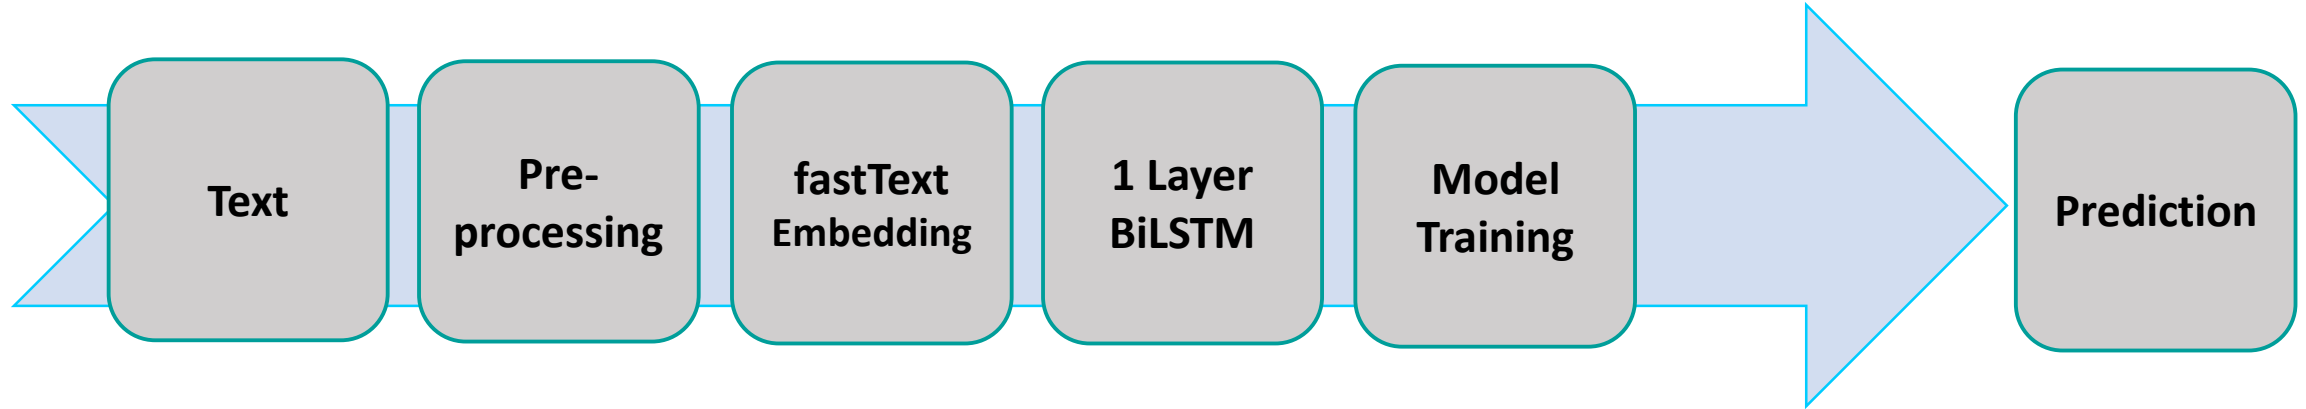 Text
Pre-
processing
fastText
Embedding
1 Layer
BiLSTM
Model
Training
Prediction